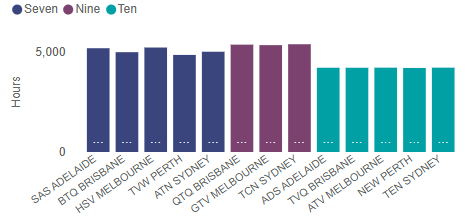 Seven Nine Ten
5,000
Hours
0
... ... ... ... ... ... ... ... ... ... ... ... ...
SAS ADELAIDE
BTQ BRISBANE
HSV MELBOURNE
TVW PERTH
ATN SYDNEY
QTQ BRISBANE
GTV MELBOURNE
TCN SYDNEY
ADS ADELAIDE
TVQ BRISBANE
ATV MELBOURNE
NEW PERTH
TEN SYDNEY